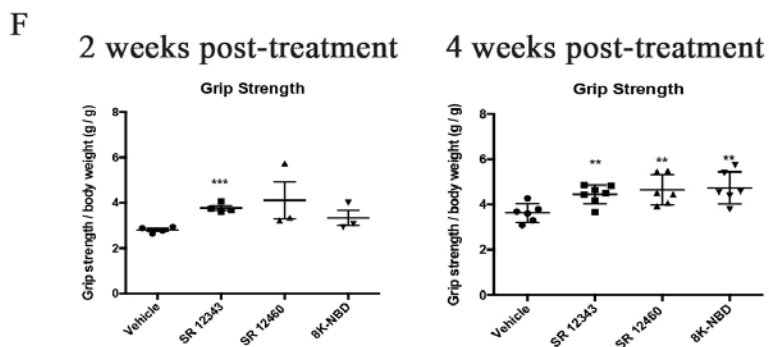 F
2 weeks post-treatment
4 weeks post-treatment
Grip Strength
Grip strength / body weight (g / g)
8
6
4
2
0
***
Vehicle
SR 12343
SR 12460
8K-NBD
Grip Strength
Grip strength / body weight (g / g)
8
6
4
2
0
**
**
**
Vehicle
SR 12343
SR 12460
8K-NBD